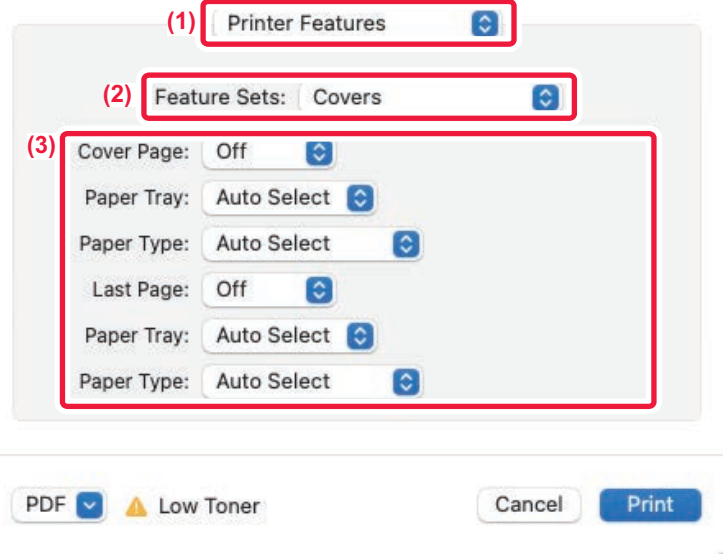 (1) Printer Features
(2) Feature Sets: Covers
(3) Cover Page: Off
Paper Tray: Auto Select
Paper Type: Auto Select
Last Page: Off
Paper Tray: Auto Select
Paper Type: Auto Select
PDF Low Toner Cancel Print